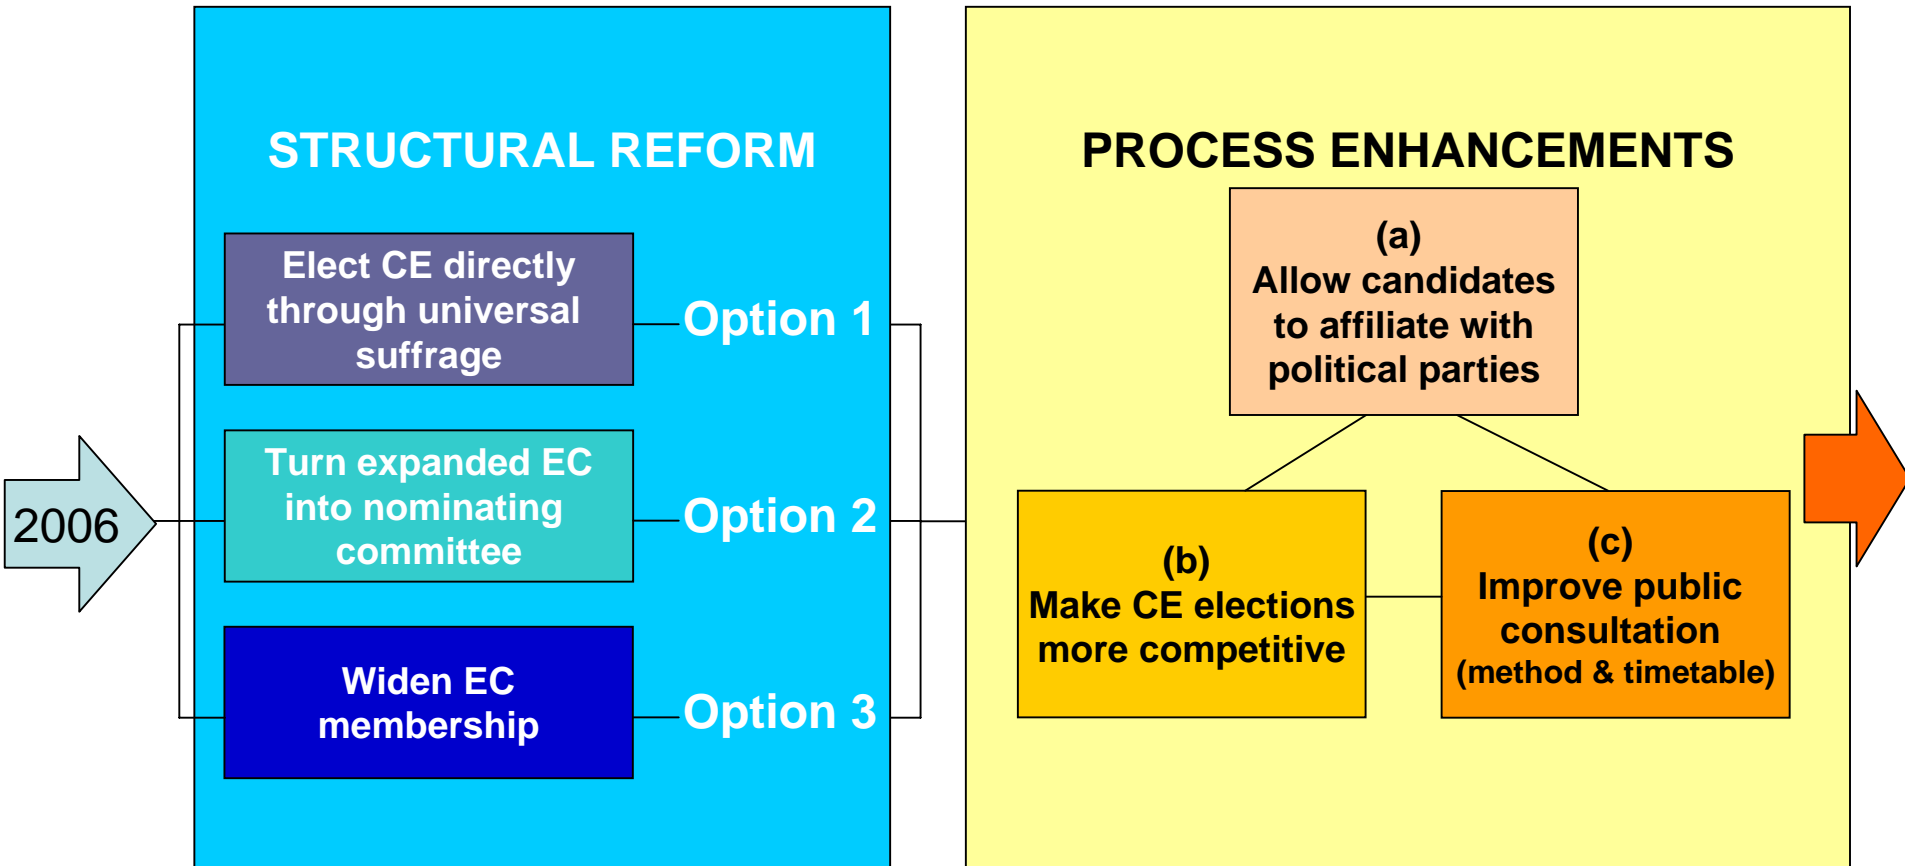 2006
STRUCTURAL REFORM
Elect CE directly
through universal
suffrage
Option 1
Turn expanded EC
into nominating
committee
Option 2
Widen EC
membership
Option 3
PROCESS ENHANCEMENTS
(a)
Allow candidates
to affiliate with
political parties
(b)
Make CE elections
more competitive
(c)
Improve public
consultation
(method & timetable)